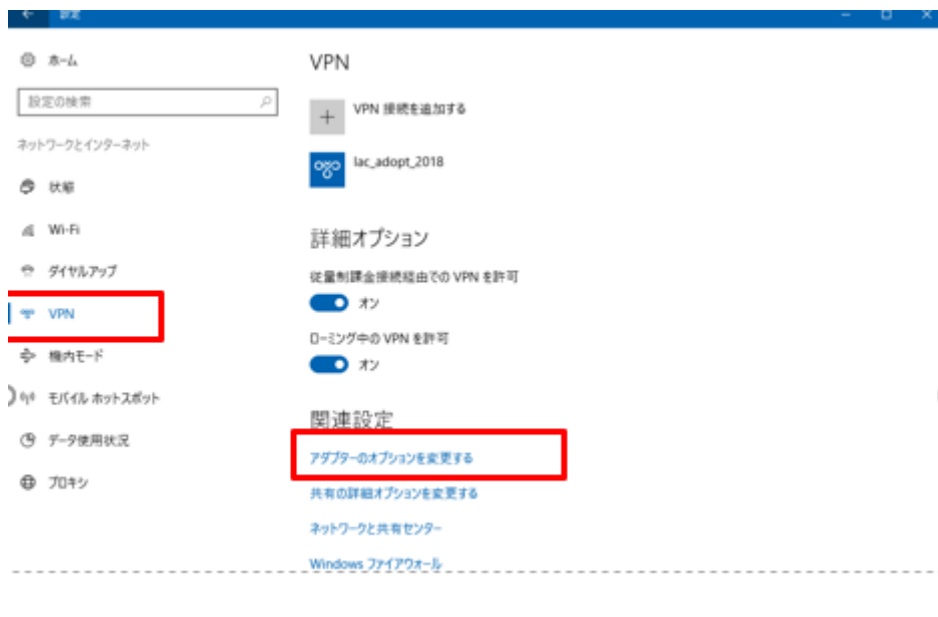 設定
ホーム
設定の検索
ネットワークとインターネット
状態
Wi-Fi
ダイヤルアップ
VPN
機内モード
モバイル ホットスポット
データ使用状況
プロキシ
VPN
VPN 接続を追加する
lac_adopt_2018
詳細オプション
従量制課金接続経由での VPN を許可
オン
ローミング中の VPN を許可
オン
関連設定
アダプターのオプションを変更する
共有の詳細オプションを変更する
ネットワークと共有センター
Windows ファイアウォール